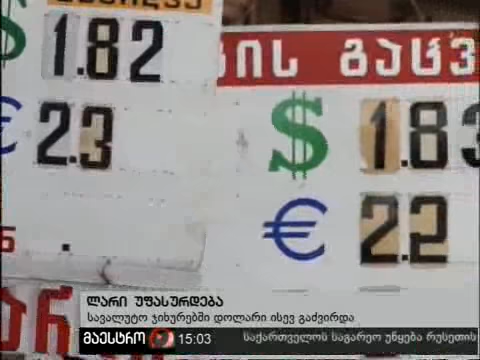 $ 1.82
€ 2.3
ᲘᲡ ᲒᲐᲪᲕ
$ 1.83
€ 2.2
ᲚᲐᲠᲘ ᲣᲤᲐᲡᲣᲠᲓᲔᲑᲐ
სავალუტო ჯიხურებში დოლარი ისევ გაძვირდა
ᲛᲐᲔᲡᲢᲠᲝ 15:03 საქართველოს საგარეო უწყება რუსეთის